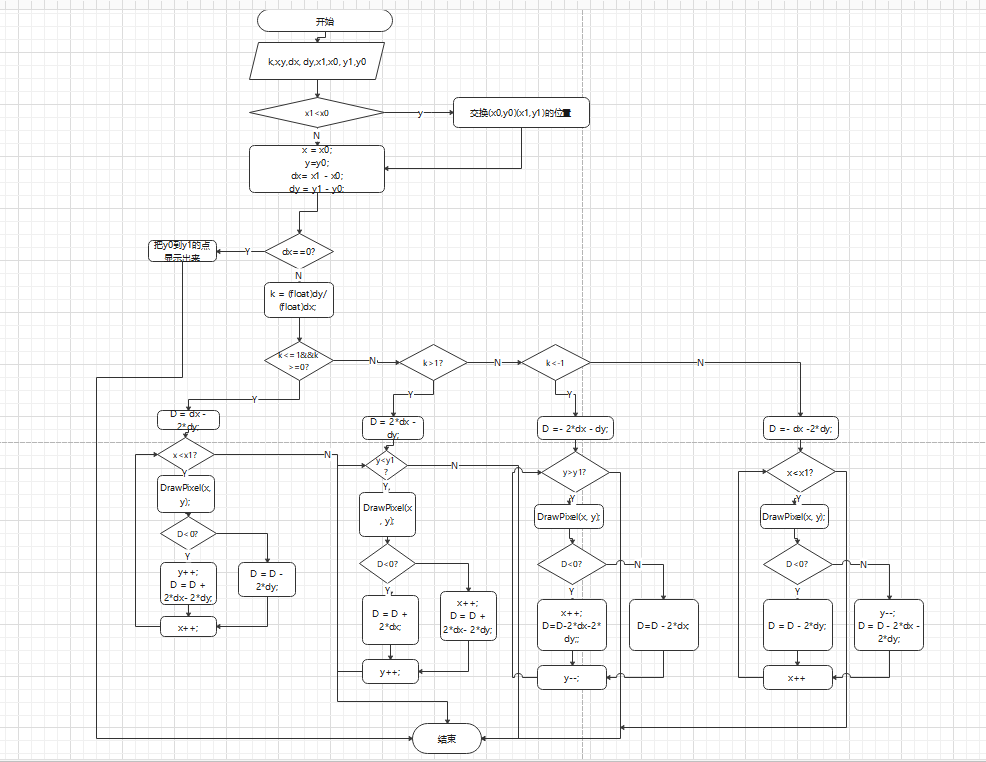 开始
k,x,y,dx, dy,x1,x0, y1,y0
x1<x0
y
交换(x0,y0)(x1,y1)的位置
N
x = x0;
y=y0;
dx= x1 - x0;
dy = y1 - y0;
把y0到y1的点
显示出来
Y
dx==0?
N
k = (float)dy/
(float)dx;
k<=1&&k
>=0?
N
k>1?
N
k<-1
N
Y
Y
Y
D = dx -
2*dy;
D = 2*dx -
dy;
D =- 2*dx - dy;
D =- dx -2*dy;
x<x1?
N
y<y1
?
N
y>y1?
x<x1?
Y
Y
Y
Y
DrawPixel(x,
y);
DrawPixel(x
, y);
DrawPixel(x, y);
DrawPixel(x, y);
D<0?
D<0?
D<0?
N
D<0?
N
Y
Y
Y
Y
y++;
D = D +
2*dx- 2*dy;
D = D -
2*dy;
D = D +
2*dx;
x++;
D = D +
2*dx- 2*dy;
x++;
D=D-2*dx-2*
dy;;
D=D - 2*dx;
D = D - 2*dy;
y--;
D = D - 2*dx -
2*dy;
x++;
y++;
y--;
x++
结束